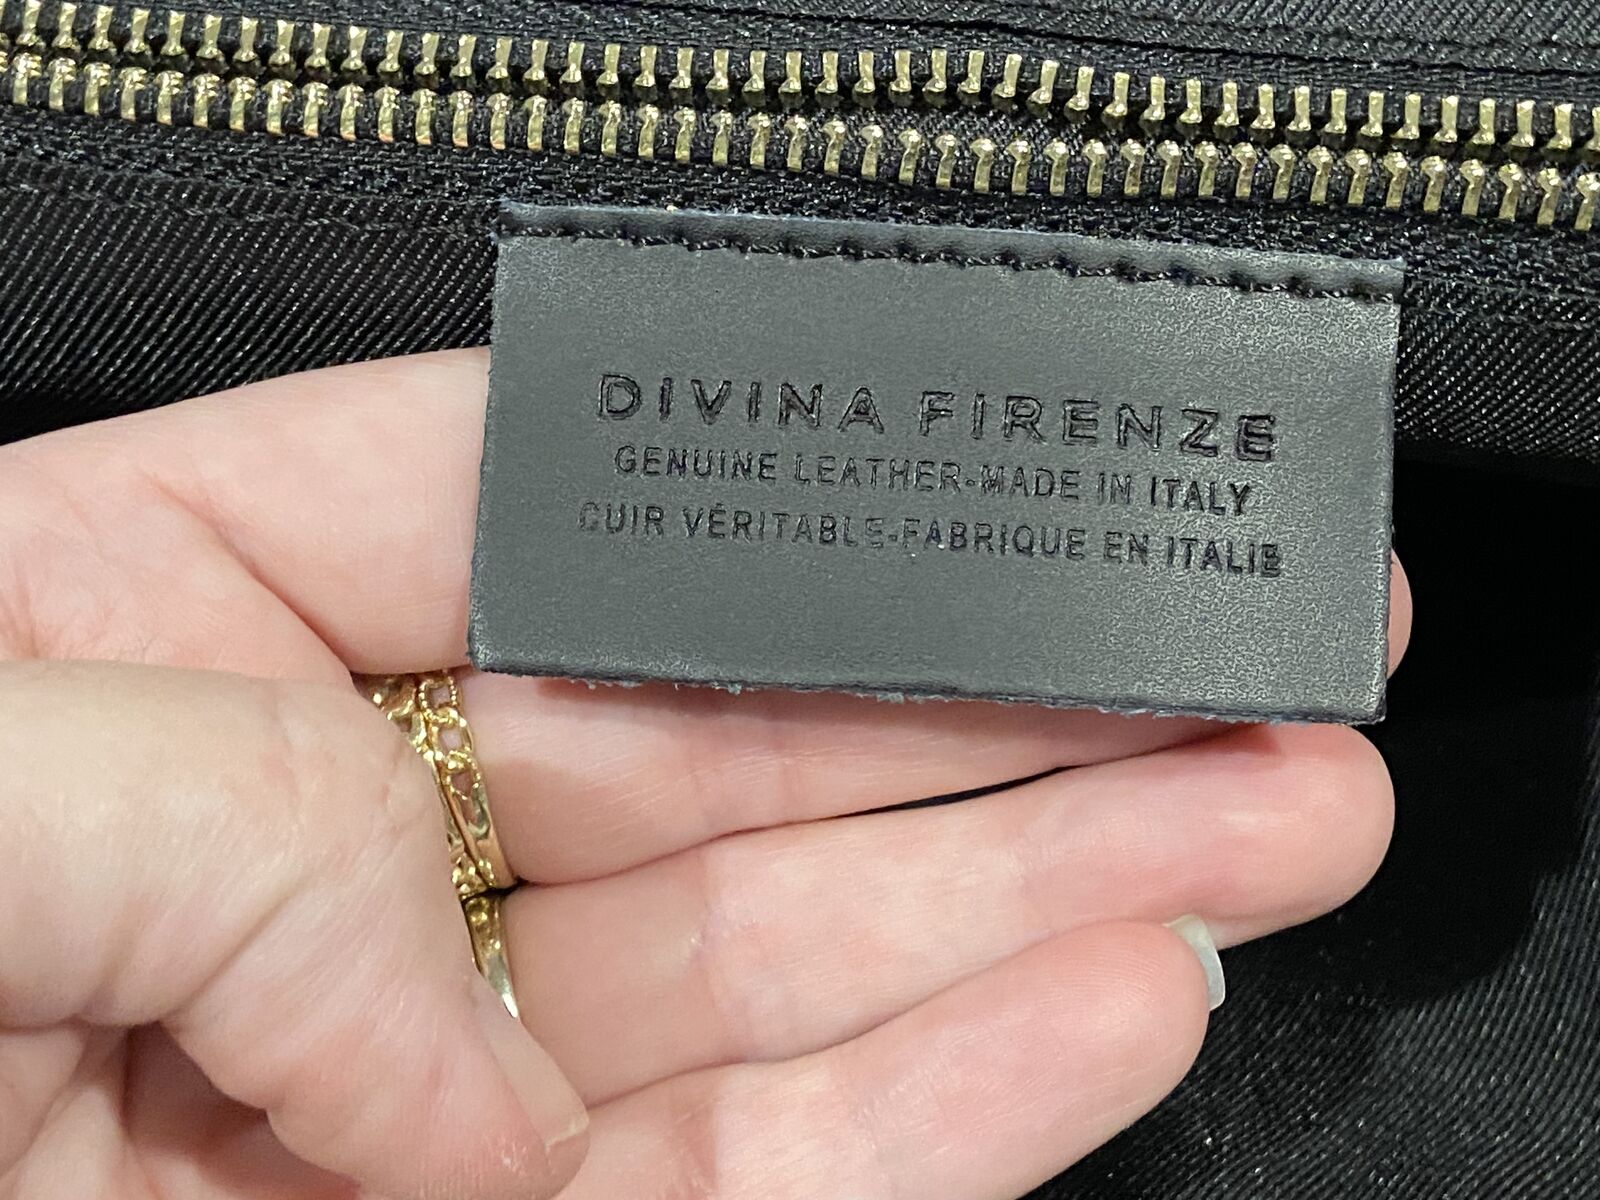 DIVINA FIRENZE
GENUINE LEATHER-MADE IN ITALY
CUIR VÉRITABLE-FABRIQUE EN ITALIE